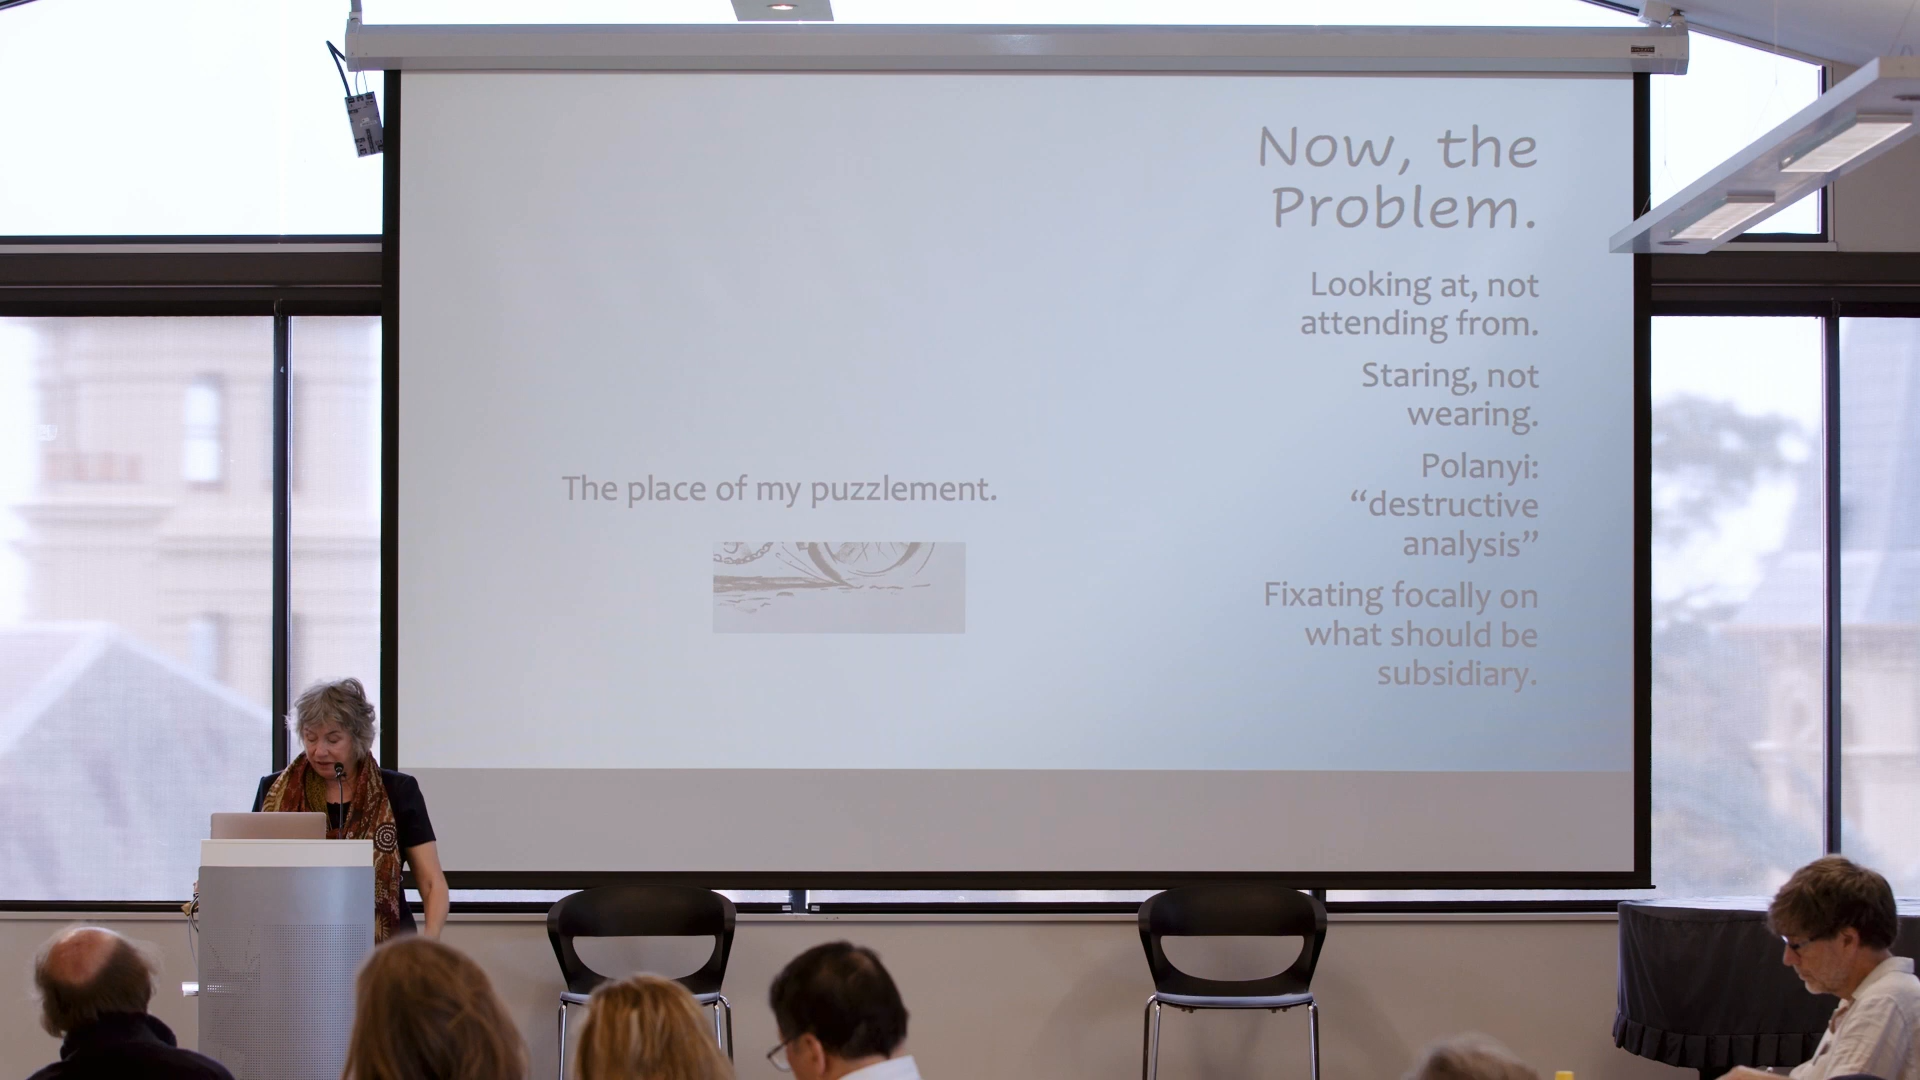 Now, the
Problem.
Looking at, not
attending from.
Staring, not
wearing.
Polanyi:
“destructive
analysis”
Fixating focally on
what should be
subsidiary.
The place of my puzzlement.